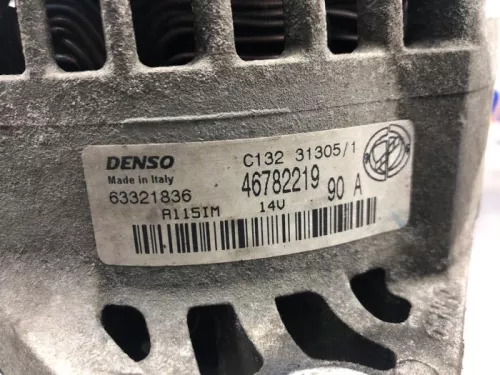 DENSO C132 31305/1
Made in Italy 46782219
63321836 90 A
A115IM 14V